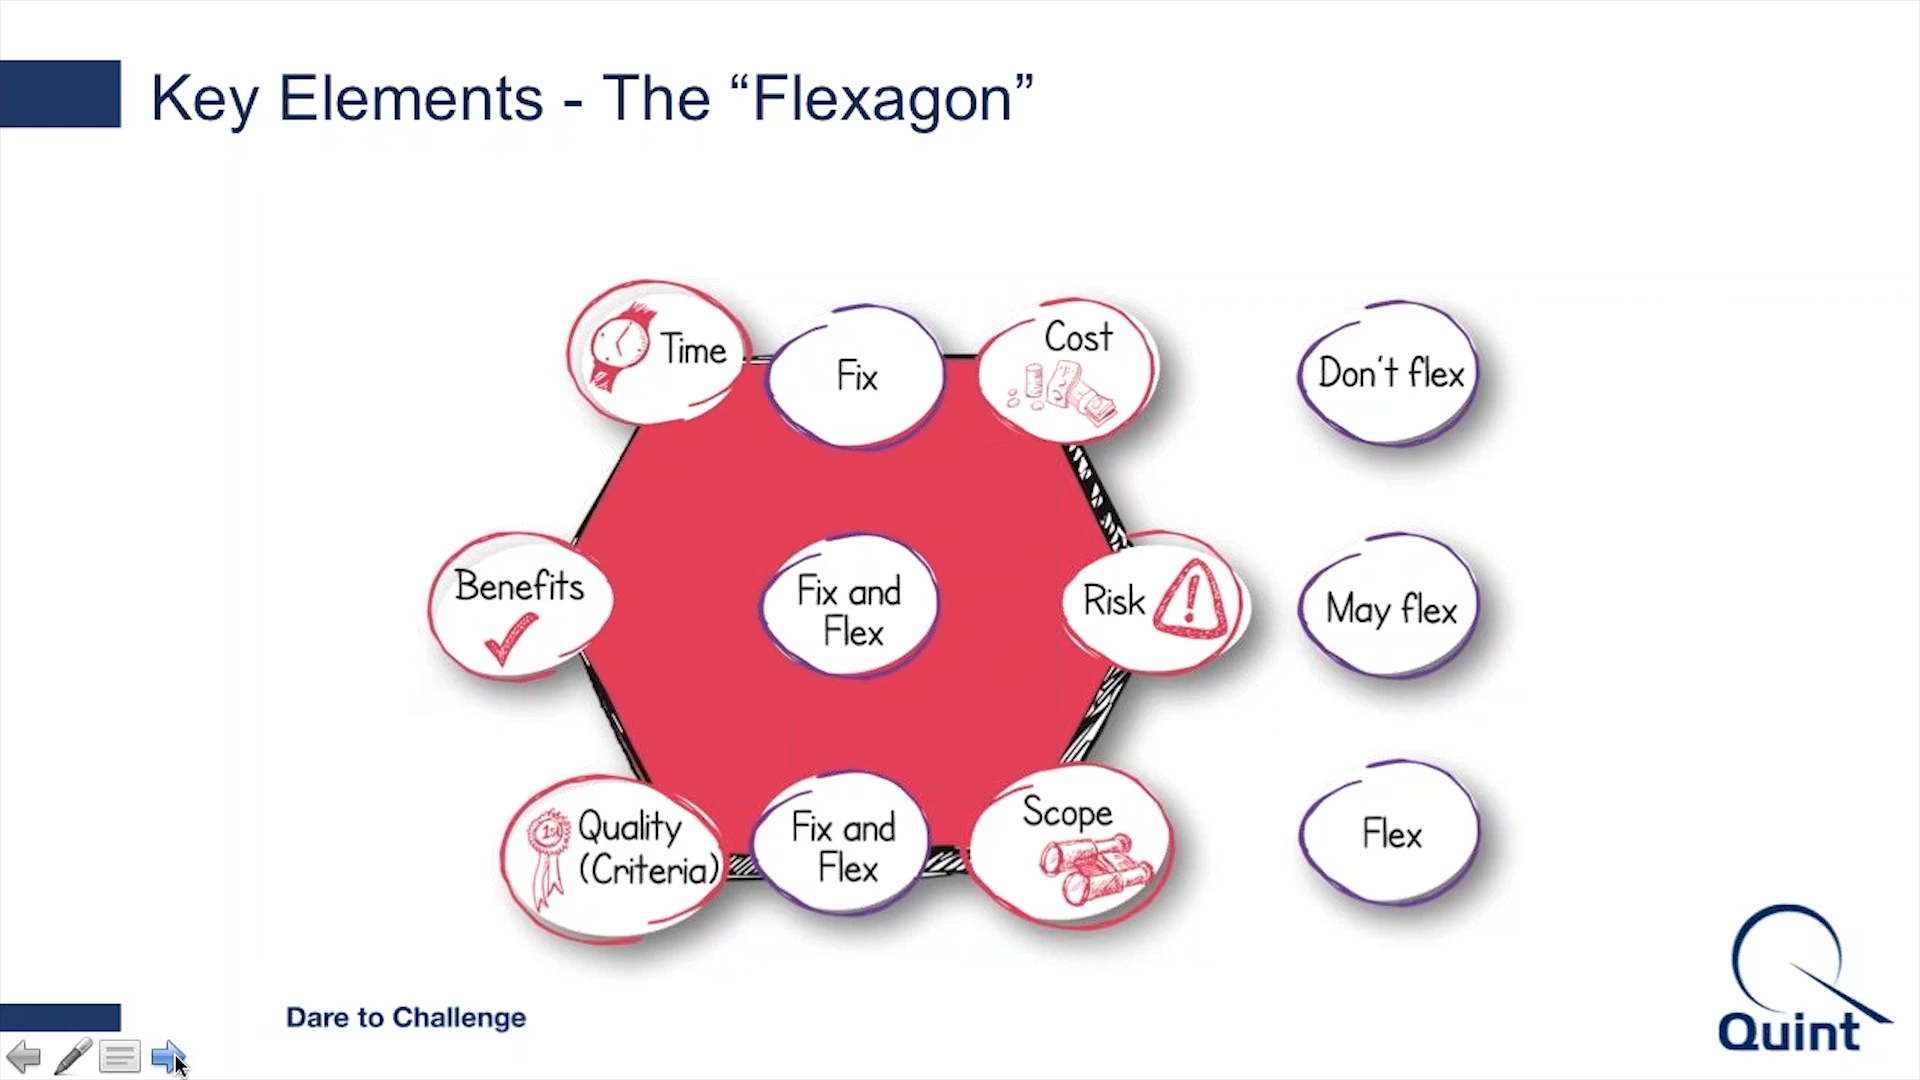 Key Elements - The “Flexagon”
Time
Fix
Cost
Don't flex
Benefits
Fix and
Flex
Risk
!
May flex
1st
Quality
(Criteria)
Fix and
Flex
Scope
Flex
Dare to Challenge
Quint